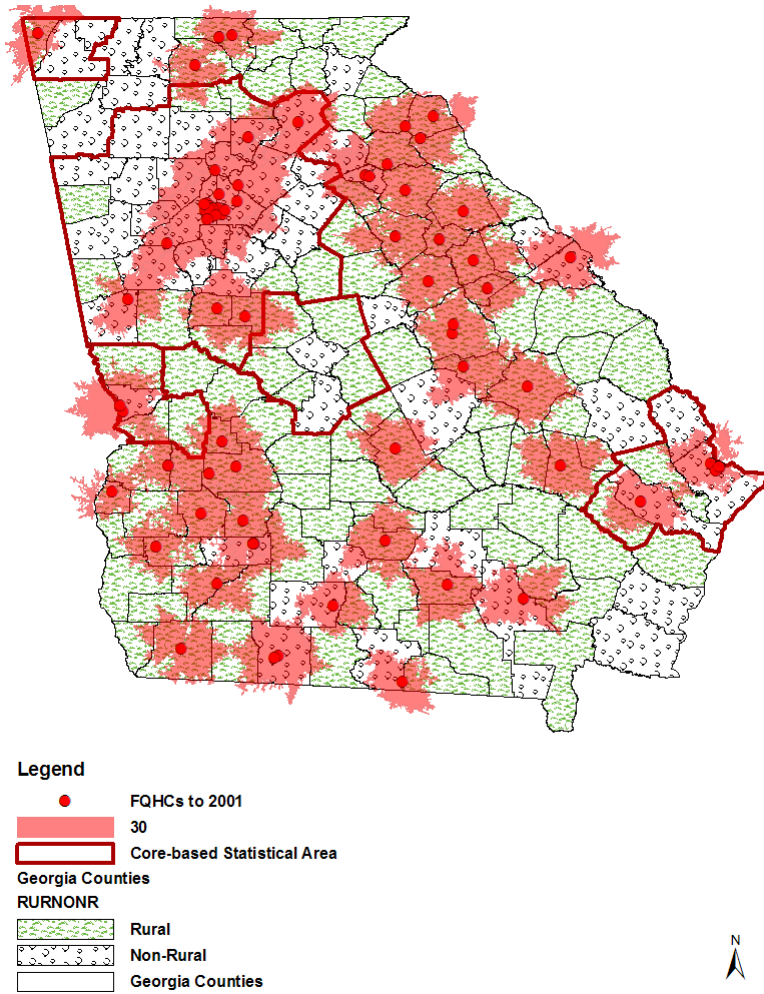 Legend
FQHCs to 2001
30
Core-based Statistical Area
Georgia Counties
RURNONR
Rural
Non-Rural
Georgia Counties
N